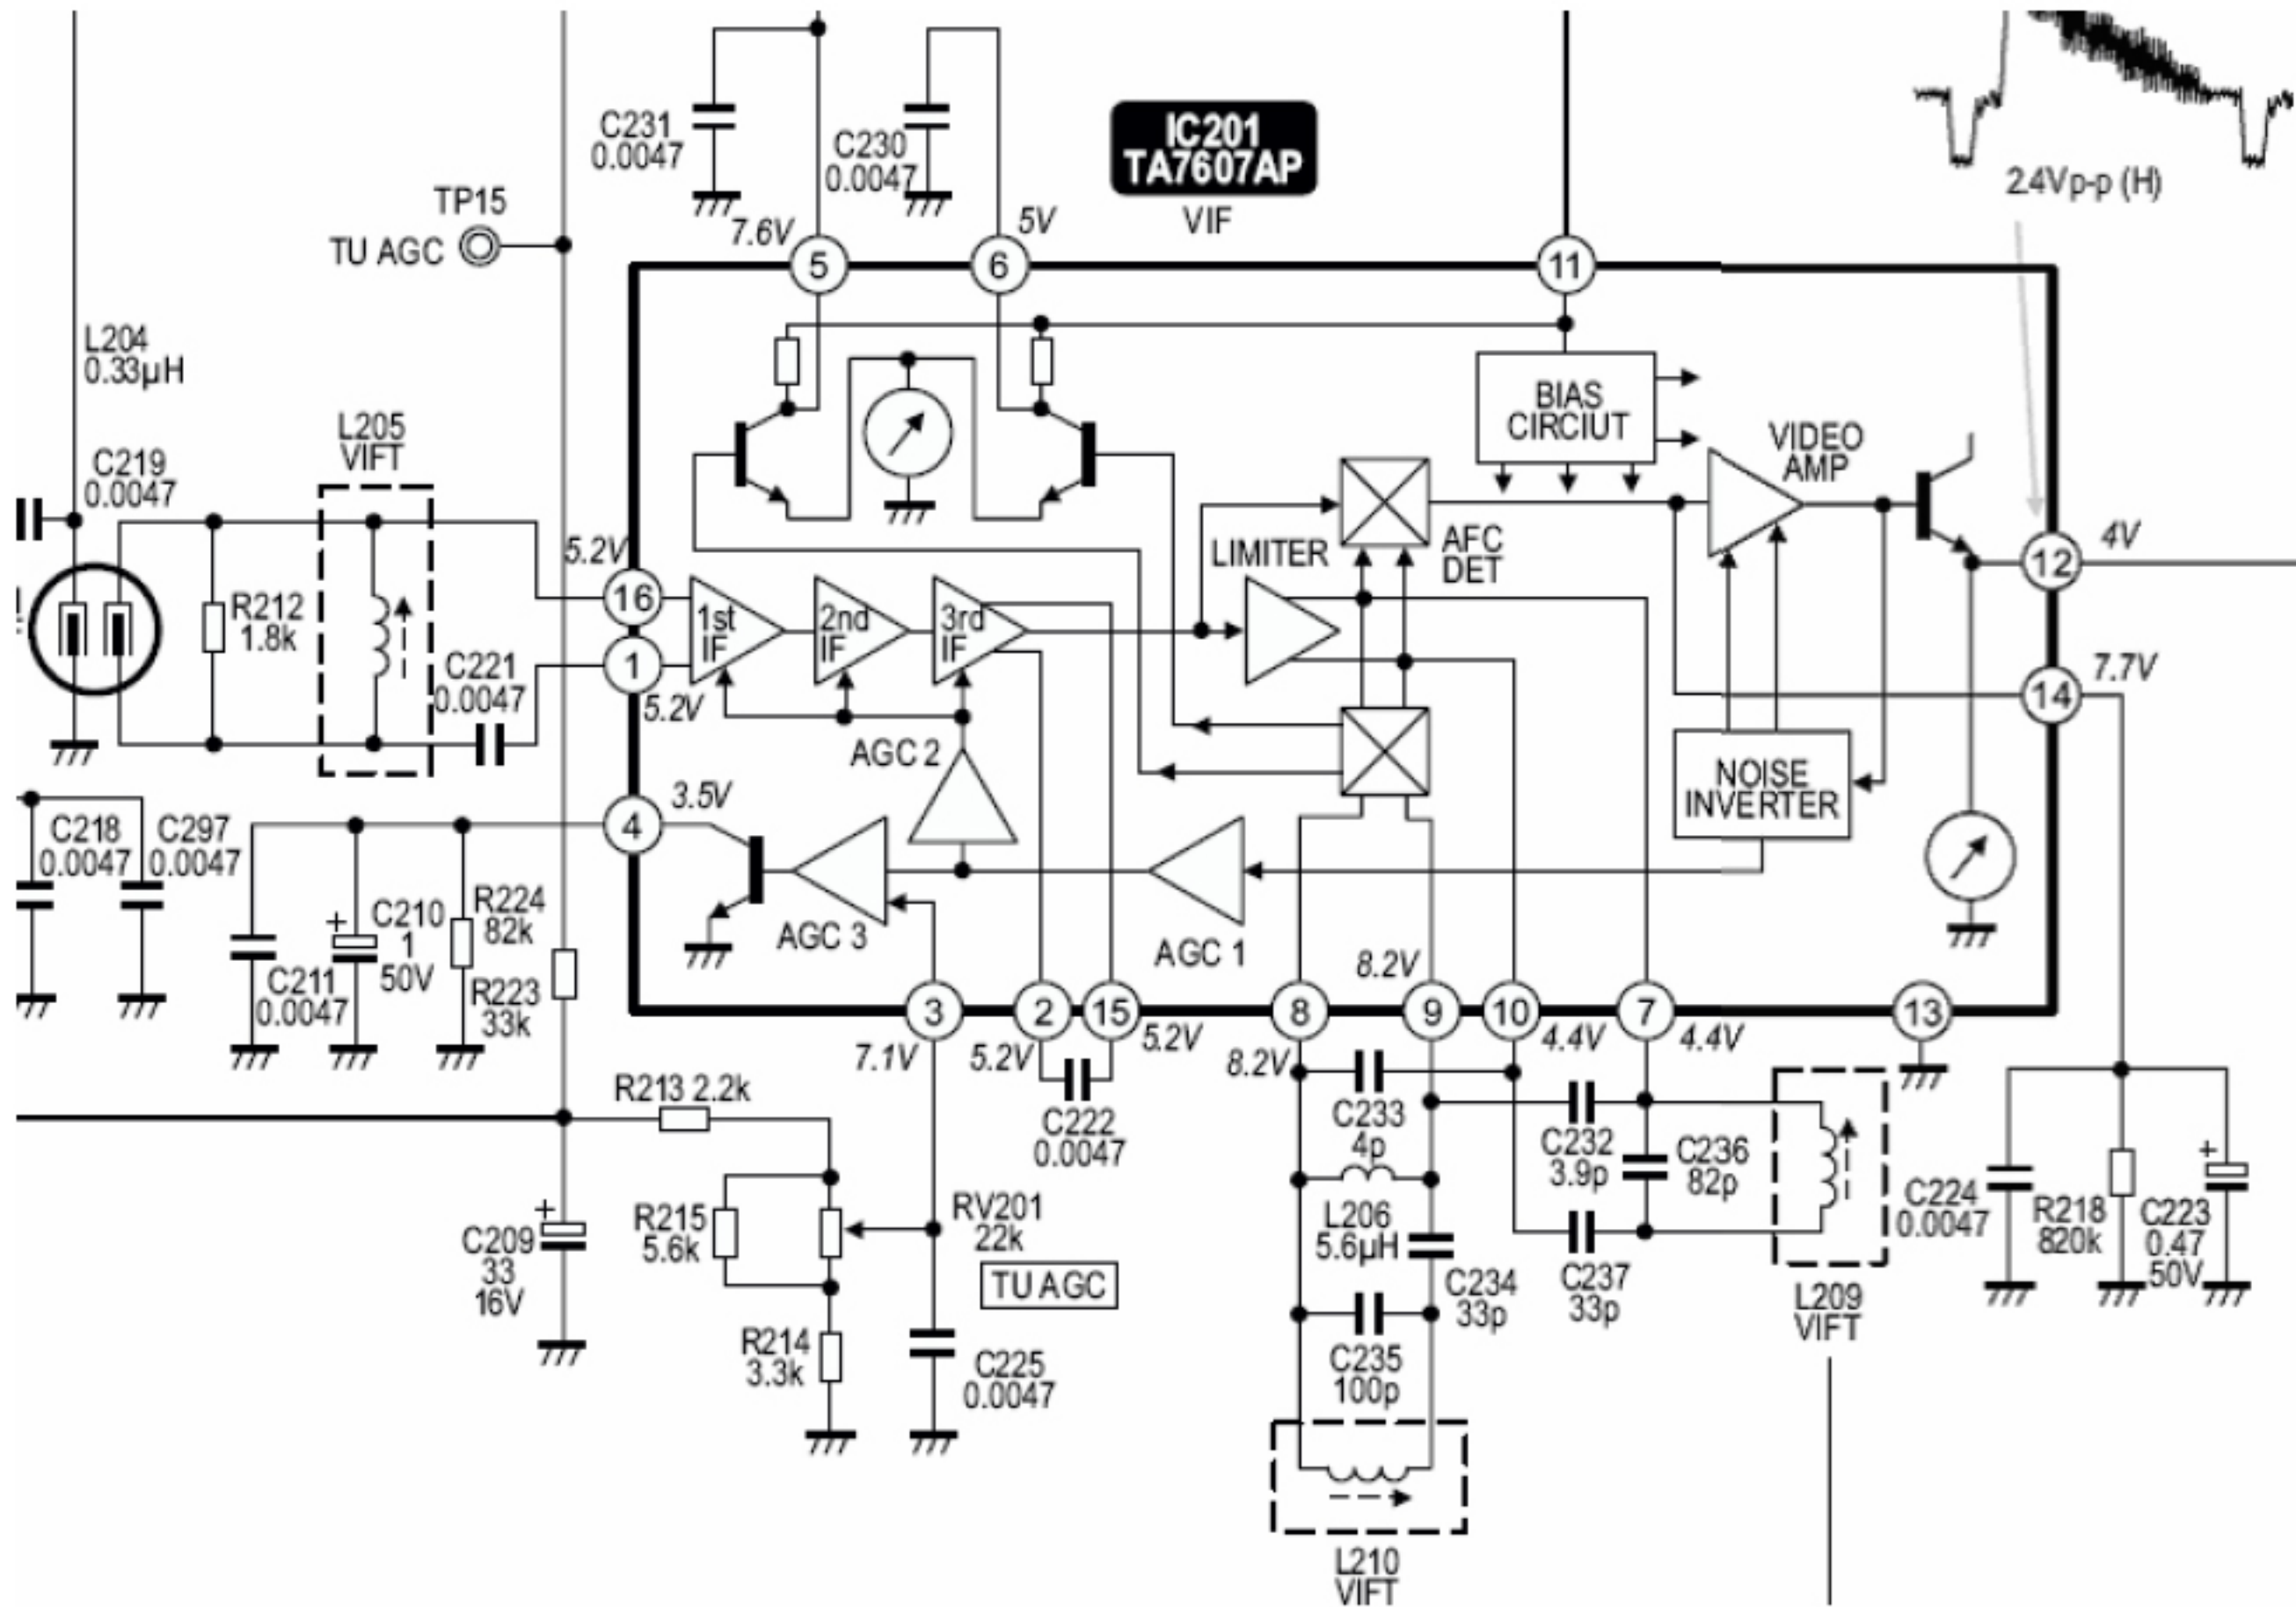 C231
0.0047
C230
0.0047
IC201
TA7607AP
VIF
2.4Vp-p (H)
TP15
TU AGC
7.6V
5V
5
6
11
L204
0.33µH
L205
VIFT
C219
0.0047
BIAS
CIRCIUT
VIDEO
AMP
5.2V
LIMITER
AFC
DET
12
4V
16
1st
IF
2nd
IF
3rd
IF
R212
1.8k
C221
0.0047
1
5.2V
14
7.7V
AGC 2
NOISE
INVERTER
3.5V
4
C218
0.0047
C297
0.0047
R224
82k
+
C210
1
50V
AGC 3
AGC 1
C211
0.0047
R223
33k
8.2V
3
2
15
8
9
10
7
13
7.1V
5.2V
5.2V
8.2V
4.4V
4.4V
R213 2.2k
C222
0.0047
C233
4p
C232
3.9p
C236
82p
+
C209
33
16V
R215
5.6k
RV201
22k
TU AGC
L206
5.6µH
C234
33p
C237
33p
C224
0.0047
R218
820k
+
C223
0.47
50V
L209
VIFT
R214
3.3k
C225
0.0047
C235
100p
L210
VIFT